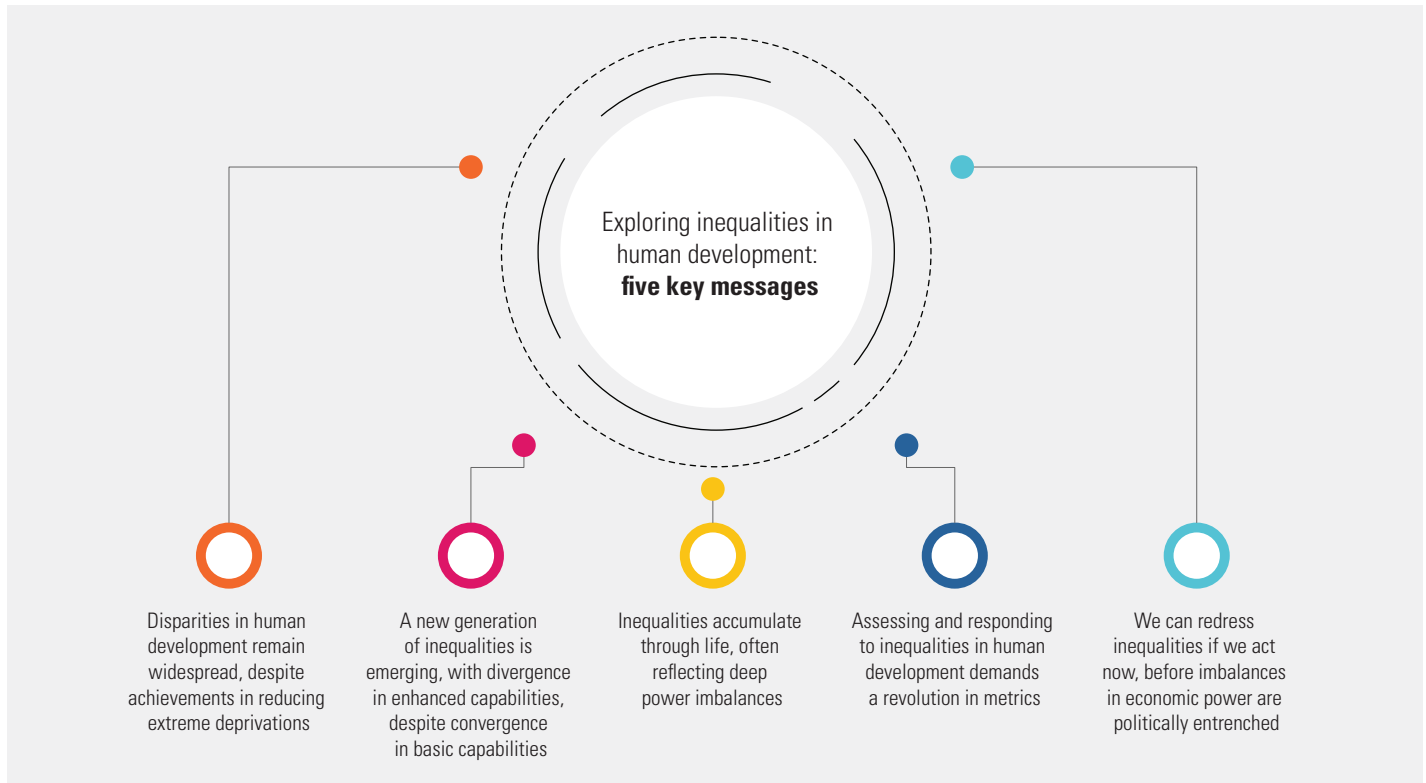 Exploring inequalities in
human development:
five key messages
Disparities in human
development remain
widespread, despite
achievements in reducing
extreme deprivations
A new generation
of inequalities is
emerging, with divergence
in enhanced capabilities,
despite convergence
in basic capabilities
Inequalities accumulate
through life, often
reflecting deep
power imbalances
Assessing and responding
to inequalities in human
development demands
a revolution in metrics
We can redress
inequalities if we act
now, before imbalances
in economic power are
politically entrenched